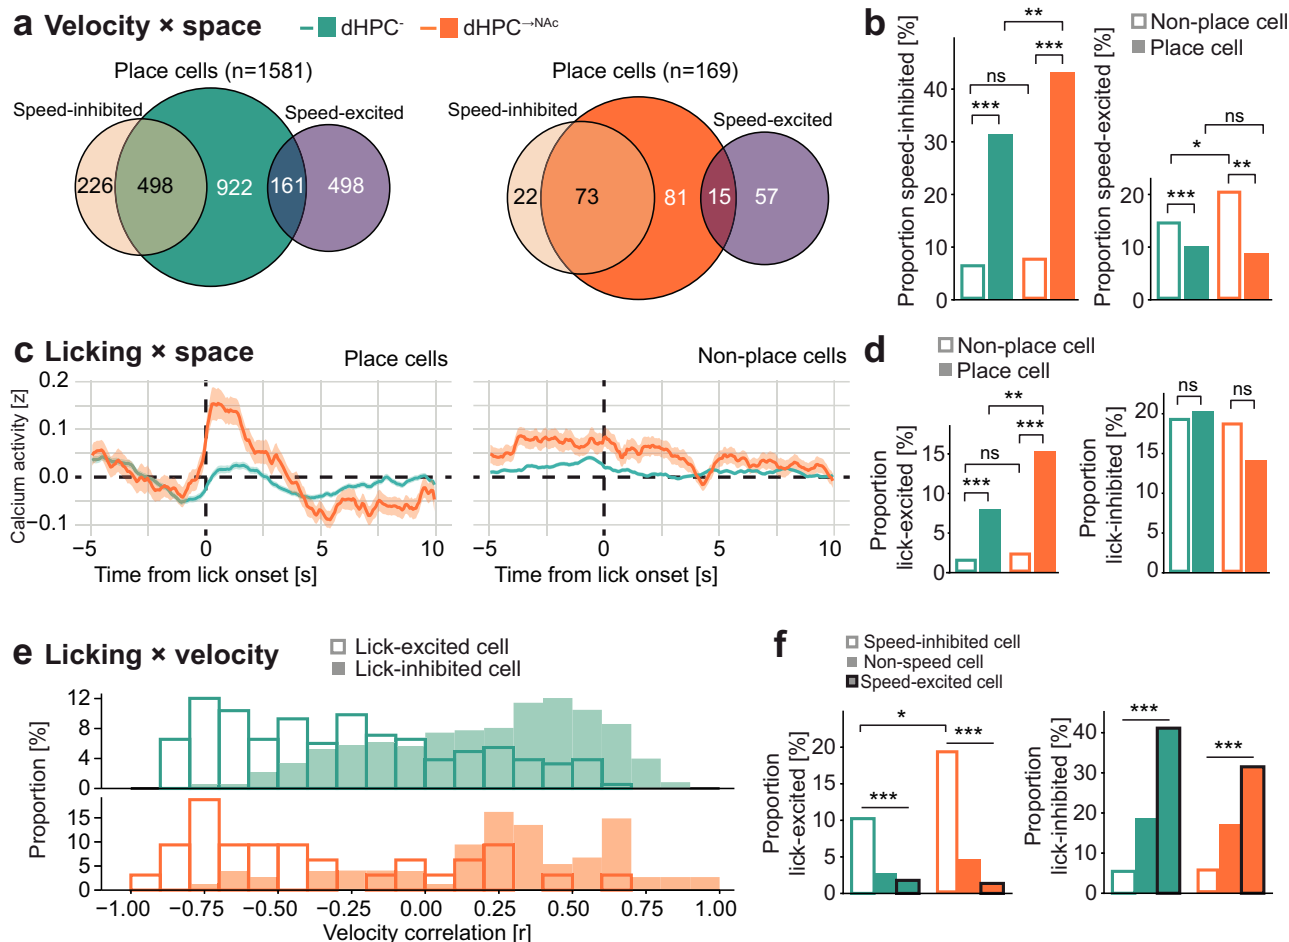 a Velocity × space
dHPC-
dHPC→NAc
Place cells (n=1581)
Speed-inhibited
Speed-excited
226
498
922
161
498
Place cells (n=169)
Speed-inhibited
Speed-excited
22
73
81
15
57
b
Non-place cell
Place cell
Proportion speed-inhibited [%]
40
30
20
10
0
ns
***
**
***
Proportion speed-excited [%]
20
10
0
***
*
ns
**
c Licking × space
Place cells
Non-place cells
Calcium activity [z]
0.2
0.1
0.0
−0.1
−5
0
5
10
Time from lick onset [s]
−5
0
5
10
Time from lick onset [s]
d
Non-place cell
Place cell
Proportion
lick-excited [%]
15
10
5
0
ns
***
**
***
Proportion
lick-inhibited [%]
20
15
10
5
0
ns
ns
e Licking × velocity
Lick-excited cell
Lick-inhibited cell
Proportion [%]
12
8
4
0
15
10
5
0
−1.00
−0.75
−0.50
−0.25
0.00
0.25
0.50
0.75
1.00
Velocity correlation [r]
f
Speed-inhibited cell
Non-speed cell
Speed-excited cell
Proportion
lick-excited [%]
20
15
10
5
0
***
*
***
Proportion
lick-inhibited [%]
40
30
20
10
0
***
***